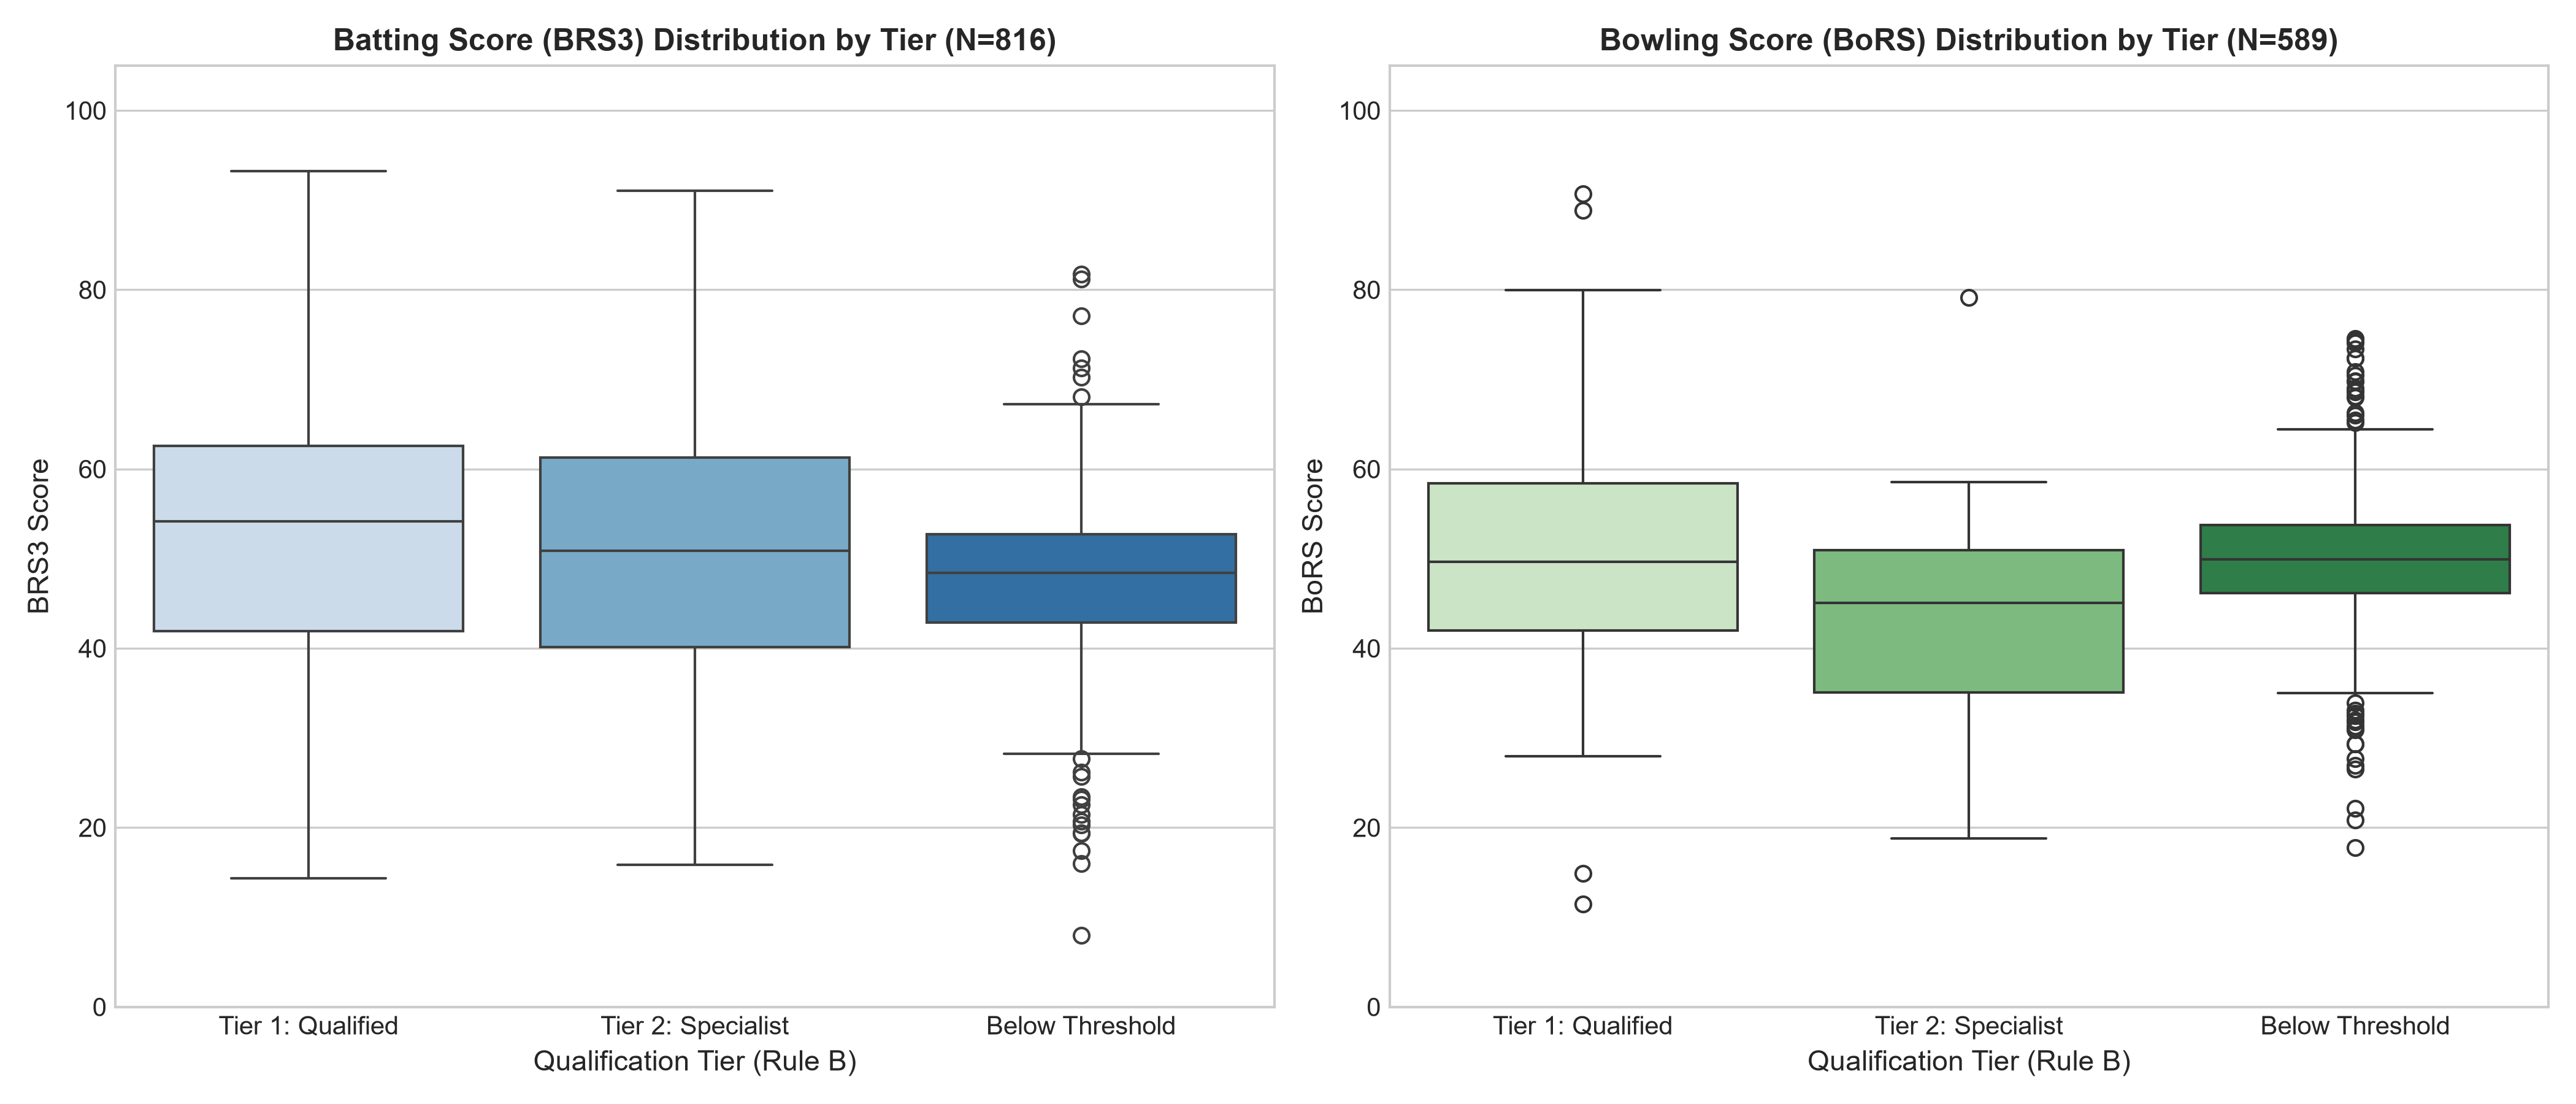 Batting Score (BRS3) Distribution by Tier (N=816)
BRS3 Score
100
80
60
40
20
0
Tier 1: Qualified
Tier 2: Specialist
Below Threshold
Qualification Tier (Rule B)
Bowling Score (BoRS) Distribution by Tier (N=589)
BoRS Score
100
80
60
40
20
0
Tier 1: Qualified
Tier 2: Specialist
Below Threshold
Qualification Tier (Rule B)